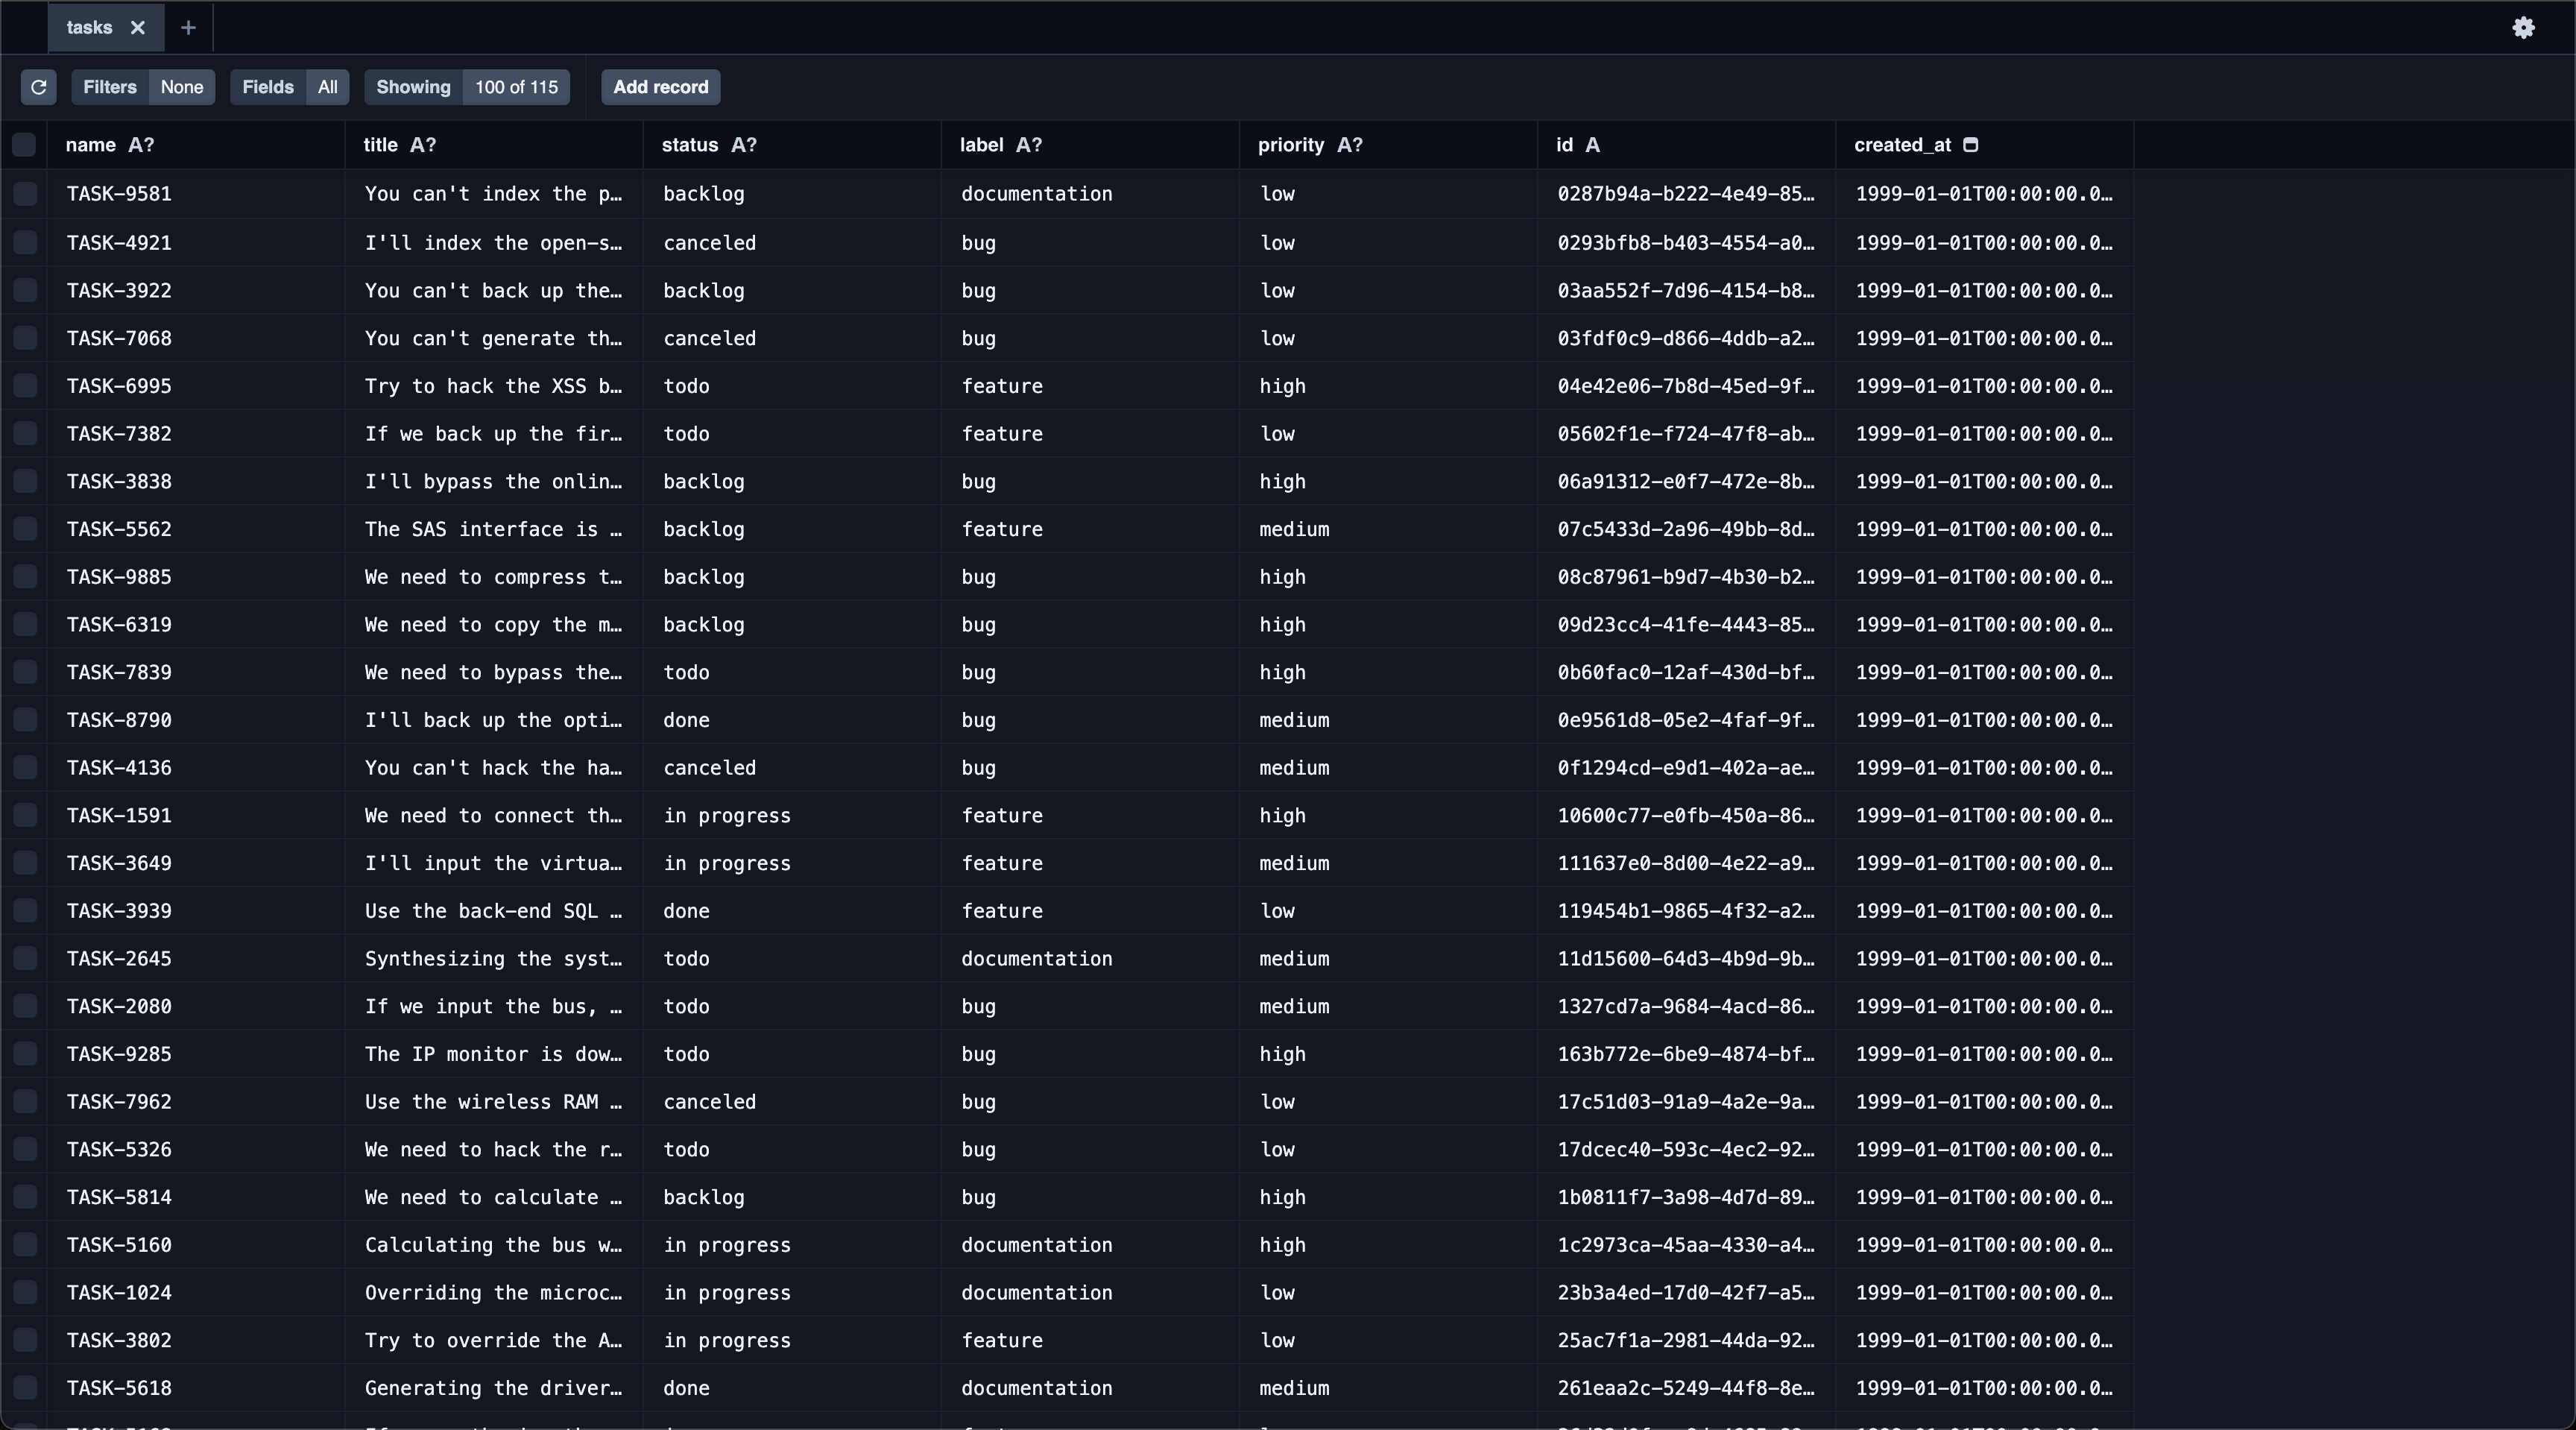 tasks
Filters None Fields All Showing 100 of 115 Add record
name A? title A? status A? label A? priority A? id A created_at
TASK-9581 You can't index the p… backlog documentation low 0287b94a-b222-4e49-85… 1999-01-01T00:00:00.0…
TASK-4921 I'll index the open-s… canceled bug low 0293bfb8-b403-4554-a0… 1999-01-01T00:00:00.0…
TASK-3922 You can't back up the… backlog bug low 03aa552f-7d96-4154-b8… 1999-01-01T00:00:00.0…
TASK-7068 You can't generate th… canceled bug low 03fdf0c9-d866-4ddb-a2… 1999-01-01T00:00:00.0…
TASK-6995 Try to hack the XSS b… todo feature high 04e42e06-7b8d-45ed-9f… 1999-01-01T00:00:00.0…
TASK-7382 If we back up the fir… todo feature low 05602f1e-f724-47f8-ab… 1999-01-01T00:00:00.0…
TASK-3838 I'll bypass the onlin… backlog bug high 06a91312-e0f7-472e-8b… 1999-01-01T00:00:00.0…
TASK-5562 The SAS interface is … backlog feature medium 07c5433d-2a96-49bb-8d… 1999-01-01T00:00:00.0…
TASK-9885 We need to compress t… backlog bug high 08c87961-b9d7-4b30-b2… 1999-01-01T00:00:00.0…
TASK-6319 We need to copy the m… backlog bug high 09d23cc4-41fe-4443-85… 1999-01-01T00:00:00.0…
TASK-7839 We need to bypass the… todo bug high 0b60fac0-12af-430d-bf… 1999-01-01T00:00:00.0…
TASK-8790 I'll back up the opti… done bug medium 0e9561d8-05e2-4faf-9f… 1999-01-01T00:00:00.0…
TASK-4136 You can't hack the ha… canceled bug medium 0f1294cd-e9d1-402a-ae… 1999-01-01T00:00:00.0…
TASK-1591 We need to connect th… in progress feature high 10600c77-e0fb-450a-86… 1999-01-01T00:00:00.0…
TASK-3649 I'll input the virtua… in progress feature medium 111637e0-8d00-4e22-a9… 1999-01-01T00:00:00.0…
TASK-3939 Use the back-end SQL … done feature low 119454b1-9865-4f32-a2… 1999-01-01T00:00:00.0…
TASK-2645 Synthesizing the syst… todo documentation medium 11d15600-64d3-4b9d-9b… 1999-01-01T00:00:00.0…
TASK-2080 If we input the bus, … todo bug medium 1327cd7a-9684-4acd-86… 1999-01-01T00:00:00.0…
TASK-9285 The IP monitor is dow… todo bug high 163b772e-6be9-4874-bf… 1999-01-01T00:00:00.0…
TASK-7962 Use the wireless RAM … canceled bug low 17c51d03-91a9-4a2e-9a… 1999-01-01T00:00:00.0…
TASK-5326 We need to hack the r… todo bug low 17dcec40-593c-4ec2-92… 1999-01-01T00:00:00.0…
TASK-5814 We need to calculate … backlog bug high 1b0811f7-3a98-4d7d-89… 1999-01-01T00:00:00.0…
TASK-5160 Calculating the bus w… in progress documentation high 1c2973ca-45aa-4330-a4… 1999-01-01T00:00:00.0…
TASK-1024 Overriding the microc… in progress documentation low 23b3a4ed-17d0-42f7-a5… 1999-01-01T00:00:00.0…
TASK-3802 Try to override the A… in progress feature low 25ac7f1a-2981-44da-92… 1999-01-01T00:00:00.0…
TASK-5618 Generating the driver… done documentation medium 261eaa2c-5249-44f8-8e… 1999-01-01T00:00:00.0…